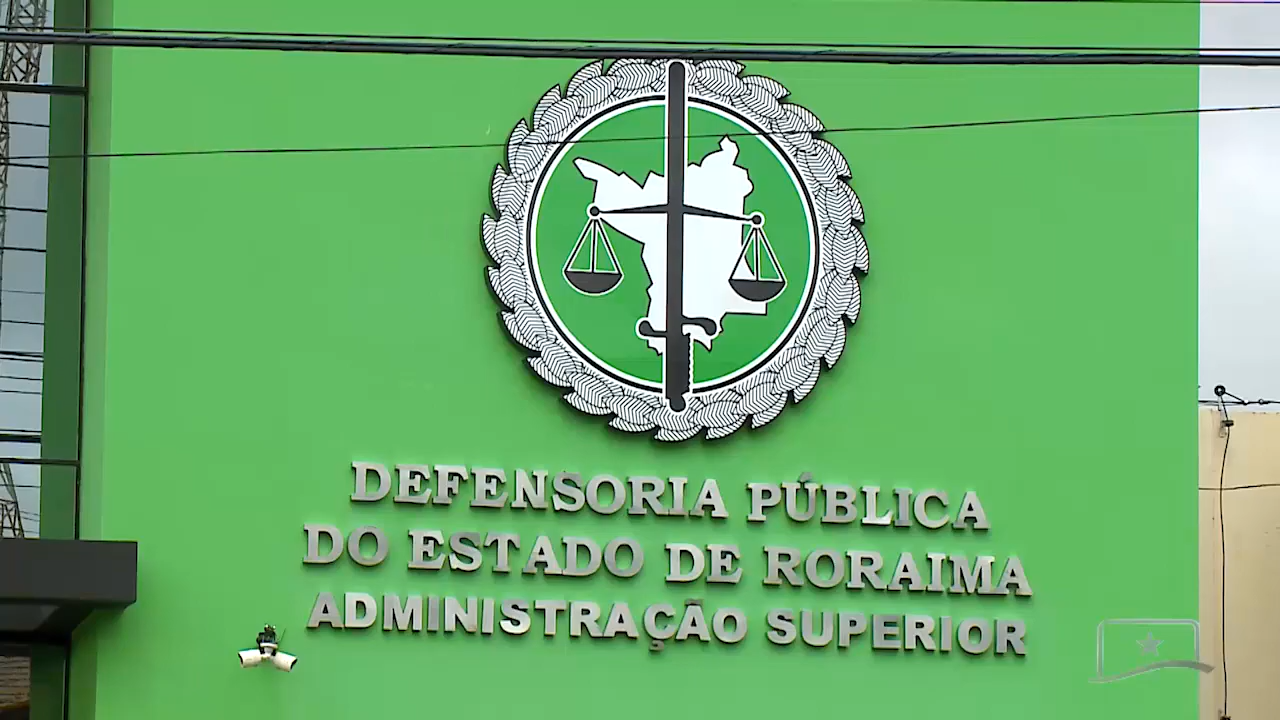 DEFENSORIA PÚBLICA
DO ESTADO DE RORAIMA
ADMINISTRAÇÃO SUPERIOR